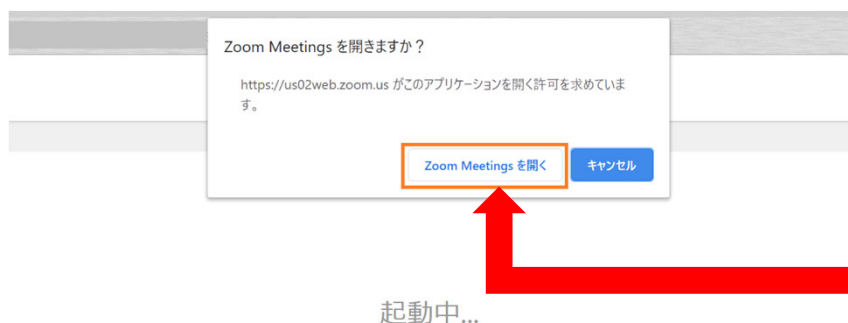 Zoom Meetings を開きますか？
https://us02web.zoom.us がこのアプリケーションを開く許可を求めていま
す。
Zoom Meetings を開く
キャンセル
起動中...